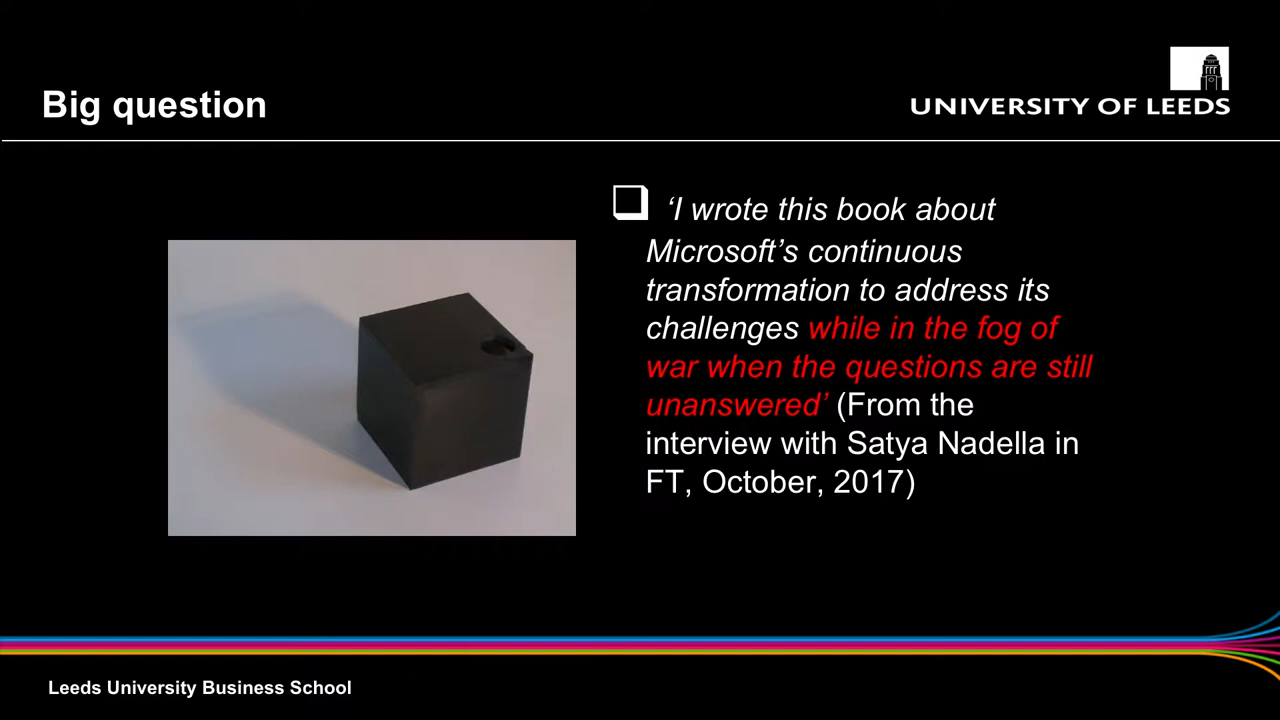 Big question
UNIVERSITY OF LEEDS
‘I wrote this book about
Microsoft’s continuous
transformation to address its
challenges while in the fog of
war when the questions are still
unanswered’ (From the
interview with Satya Nadella in
FT, October, 2017)
Leeds University Business School